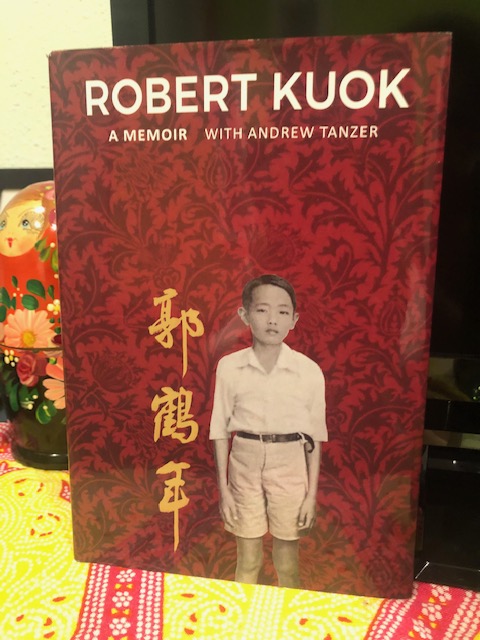 ROBERT KUOK
A MEMOIR WITH ANDREW TANZER
郭鶴年